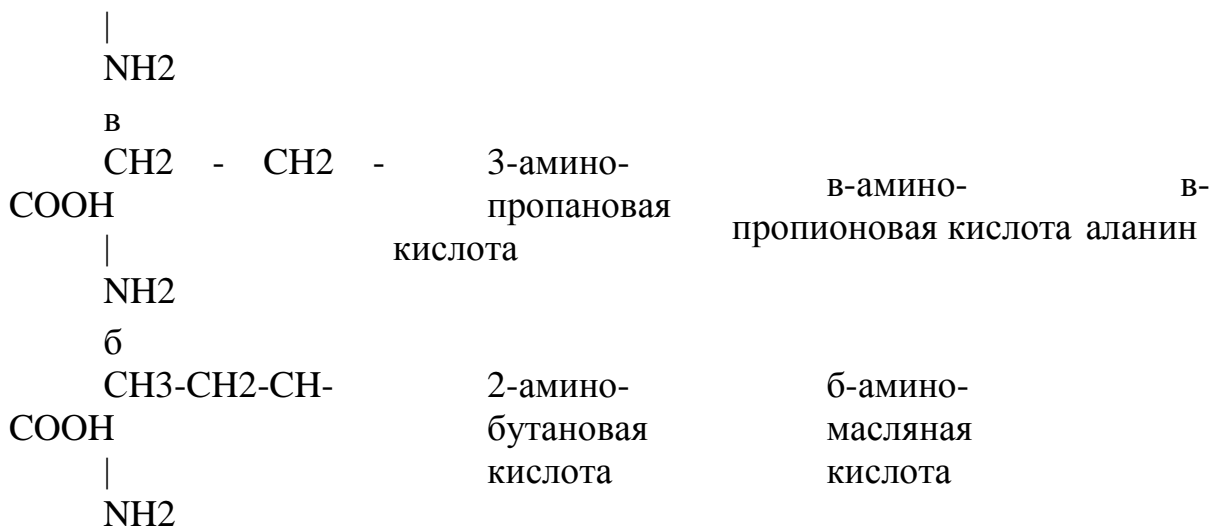 |
NH2
в
CH2 - CH2 -
COOH
|
NH2
3-амино-
пропановая
кислота
в-амино- в-
пропионовая кислота аланин
б
CH3-CH2-CH-
COOH
|
NH2
2-амино-
бутановая
кислота
б-амино-
масляная
кислота